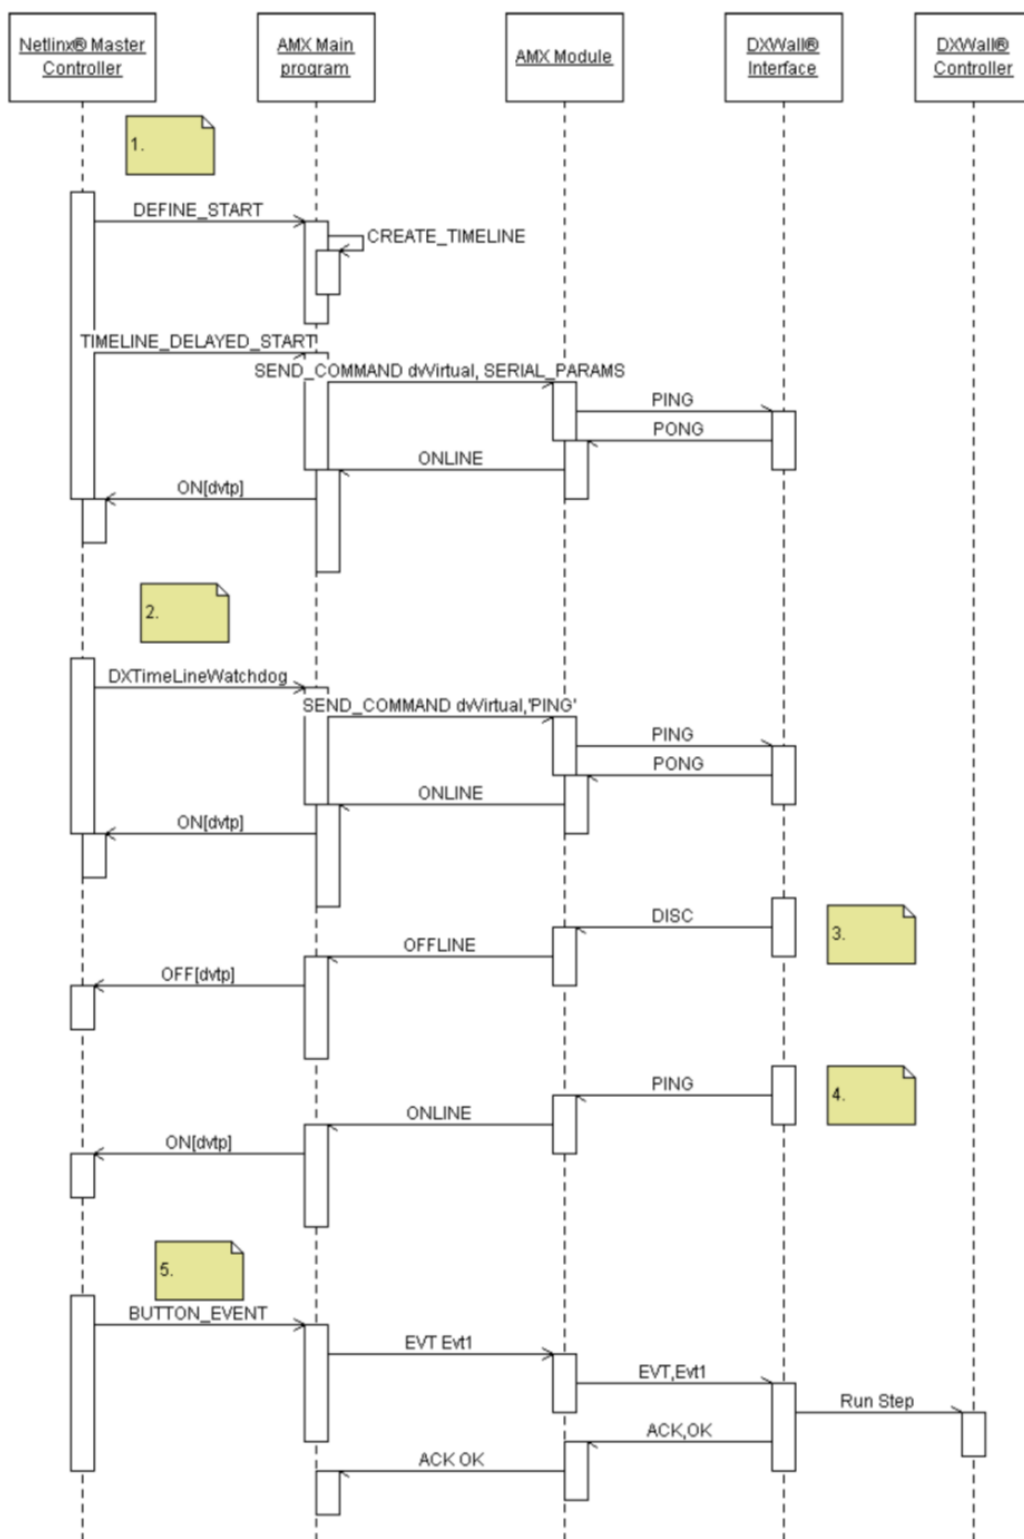 Netlinx® Master
Controller
AMX Main
program
AMX Module
DXWall®
Interface
DXWall®
Controller
1.
DEFINE_START
CREATE_TIMELINE
TIMELINE_DELAYED_START
SEND_COMMAND dvVirtual, SERIAL_PARAMS
PING
PONG
ONLINE
ON[dvtp]
2.
DXTimeLineWatchdog
SEND_COMMAND dvVirtual,'PING'
PING
PONG
ONLINE
ON[dvtp]
DISC
3.
OFFLINE
OFF[dvtp]
PING
4.
ONLINE
ON[dvtp]
5.
BUTTON_EVENT
EVT Evt1
EVT,Evt1
Run Step
ACK,OK
ACK OK